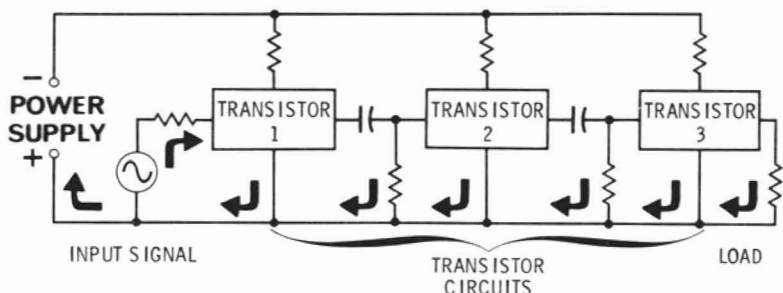 −
POWER
SUPPLY
+
TRANSISTOR
1
TRANSISTOR
2
TRANSISTOR
3
INPUT SIGNAL
TRANSISTOR
CIRCUITS
LOAD